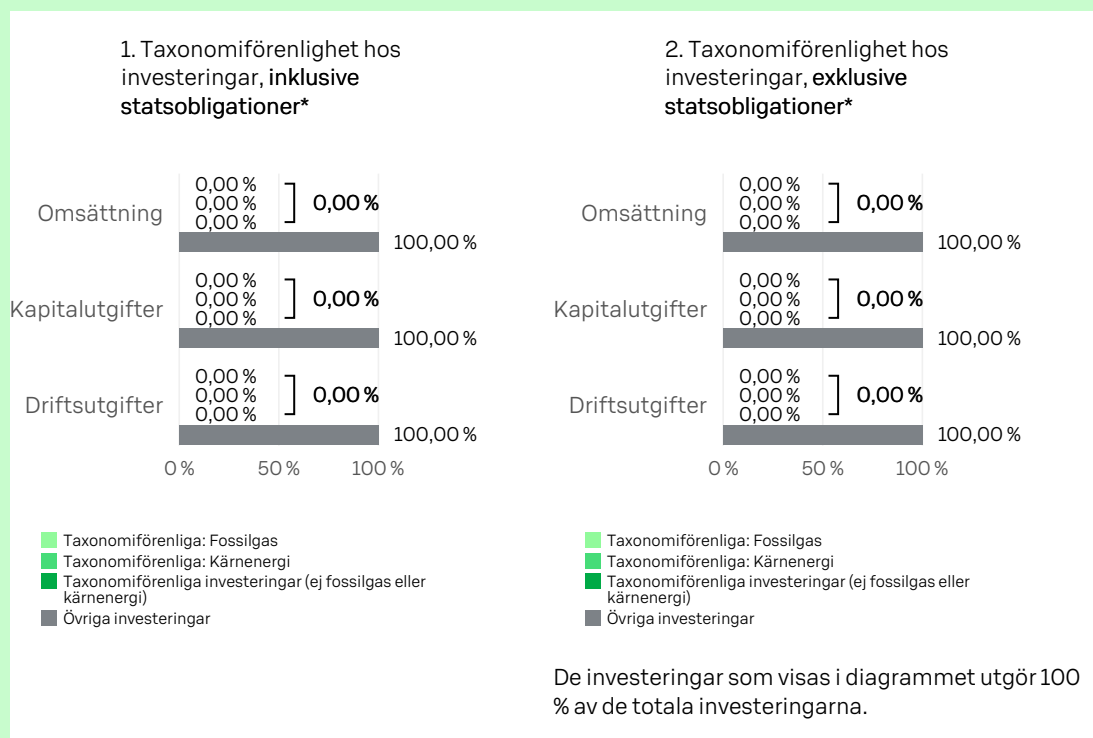 1. Taxonomiförenlighet hos
investeringar, inklusive
statsobligationer*
Omsättning
0,00 %
0,00 %
0,00 %
0,00 %
100,00 %
Kapitalutgifter
0,00 %
0,00 %
0,00 %
0,00 %
100,00 %
Driftsutgifter
0,00 %
0,00 %
0,00 %
0,00 %
100,00 %
0 % 50 % 100 %
Taxonomiförenliga: Fossilgas
Taxonomiförenliga: Kärnenergi
Taxonomiförenliga investeringar (ej fossilgas eller
kärnenergi)
Övriga investeringar
2. Taxonomiförenlighet hos
investeringar, exklusive
statsobligationer*
Omsättning
0,00 %
0,00 %
0,00 %
0,00 %
100,00 %
Kapitalutgifter
0,00 %
0,00 %
0,00 %
0,00 %
100,00 %
Driftsutgifter
0,00 %
0,00 %
0,00 %
0,00 %
100,00 %
0 % 50 % 100 %
Taxonomiförenliga: Fossilgas
Taxonomiförenliga: Kärnenergi
Taxonomiförenliga investeringar (ej fossilgas eller
kärnenergi)
Övriga investeringar
De investeringar som visas i diagrammet utgör 100
% av de totala investeringarna.